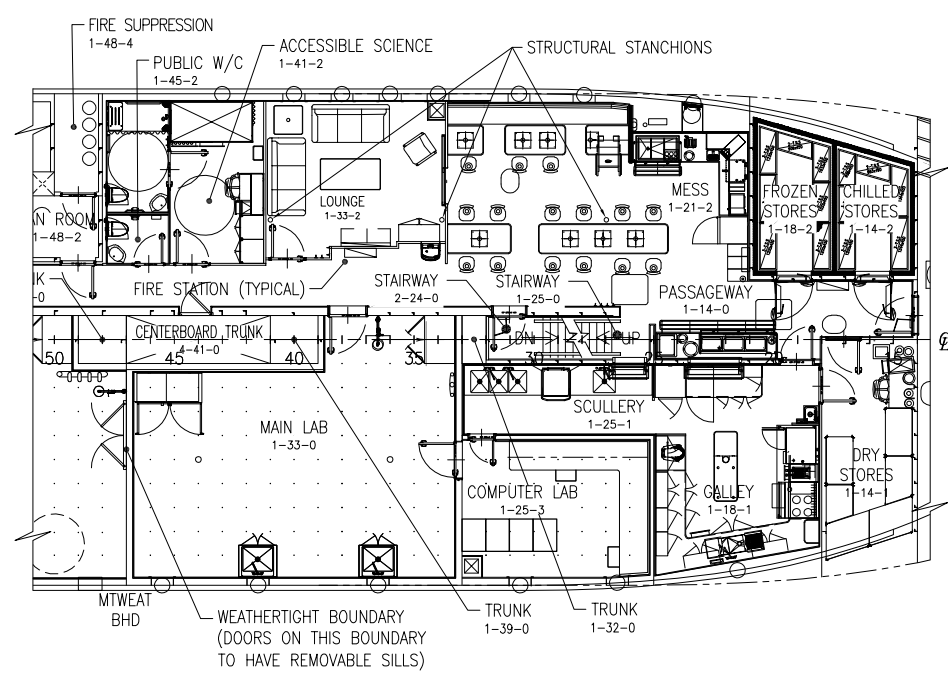 FIRE SUPPRESSION
1-48-4
PUBLIC W/C
1-45-2
ACCESSIBLE SCIENCE
1-41-2
STRUCTURAL STANCHIONS
LOUNGE
1-33-2
MESS
1-21-2
FROZEN
STORES
1-18-2
CHILLED
STORES
1-14-2
AN ROOM
1-48-2
FIRE STATION (TYPICAL)
STAIRWAY
2-24-0
STAIRWAY
1-25-0
PASSAGEWAY
1-14-0
NK
-0
CENTERBOARD TRUNK
4-41-0
50
45
40
35
30
DN
UP
℄
SCULLERY
1-25-1
MAIN LAB
1-33-0
COMPUTER LAB
1-25-3
GALLEY
1-18-1
DRY
STORES
1-14-1
MTWEAT
BHD
WEATHERTIGHT BOUNDARY
(DOORS ON THIS BOUNDARY
TO HAVE REMOVABLE SILLS)
TRUNK
1-39-0
TRUNK
1-32-0